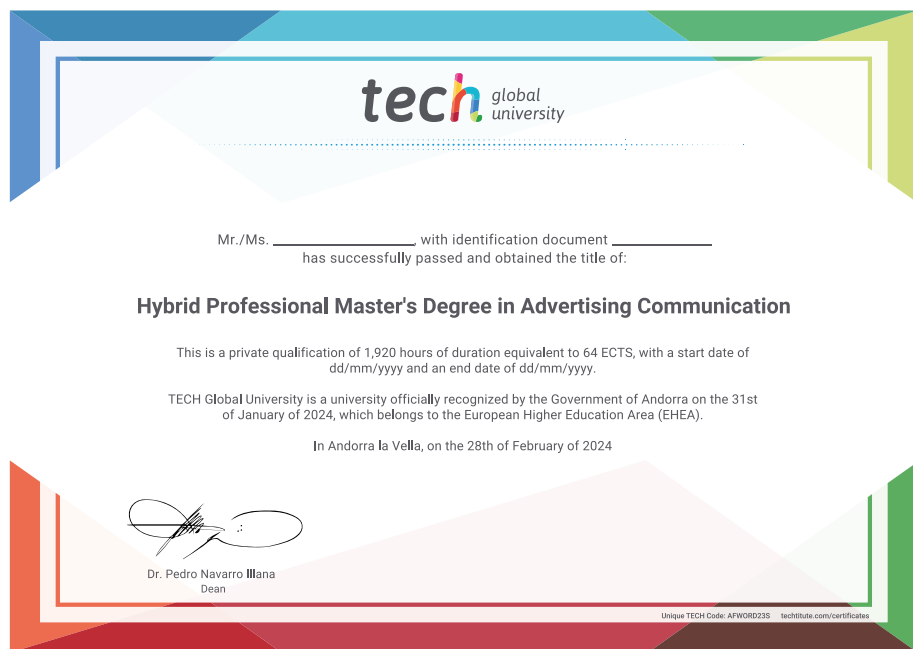 tech global
university
Mr./Ms. ____________, with identification document ____________
has successfully passed and obtained the title of:
Hybrid Professional Master's Degree in Advertising Communication
This is a private qualification of 1,920 hours of duration equivalent to 64 ECTS, with a start date of
dd/mm/yyyy and an end date of dd/mm/yyyy.
TECH Global University is a university officially recognized by the Government of Andorra on the 31st
of January of 2024, which belongs to the European Higher Education Area (EHEA).
In Andorra la Vella, on the 28th of February of 2024
Dr. Pedro Navarro Illana
Dean
Unique TECH Code: AFWORD23S techtitute.com/certificates